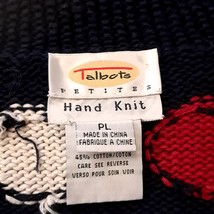 Talbots
PETITES
Hand Knit
PL
MADE IN CHINA
FABRIQUÉ À CHINE
45% COTTON/COTON
CARE SEE REVERSE
VERSO POUR SOIN VOIR